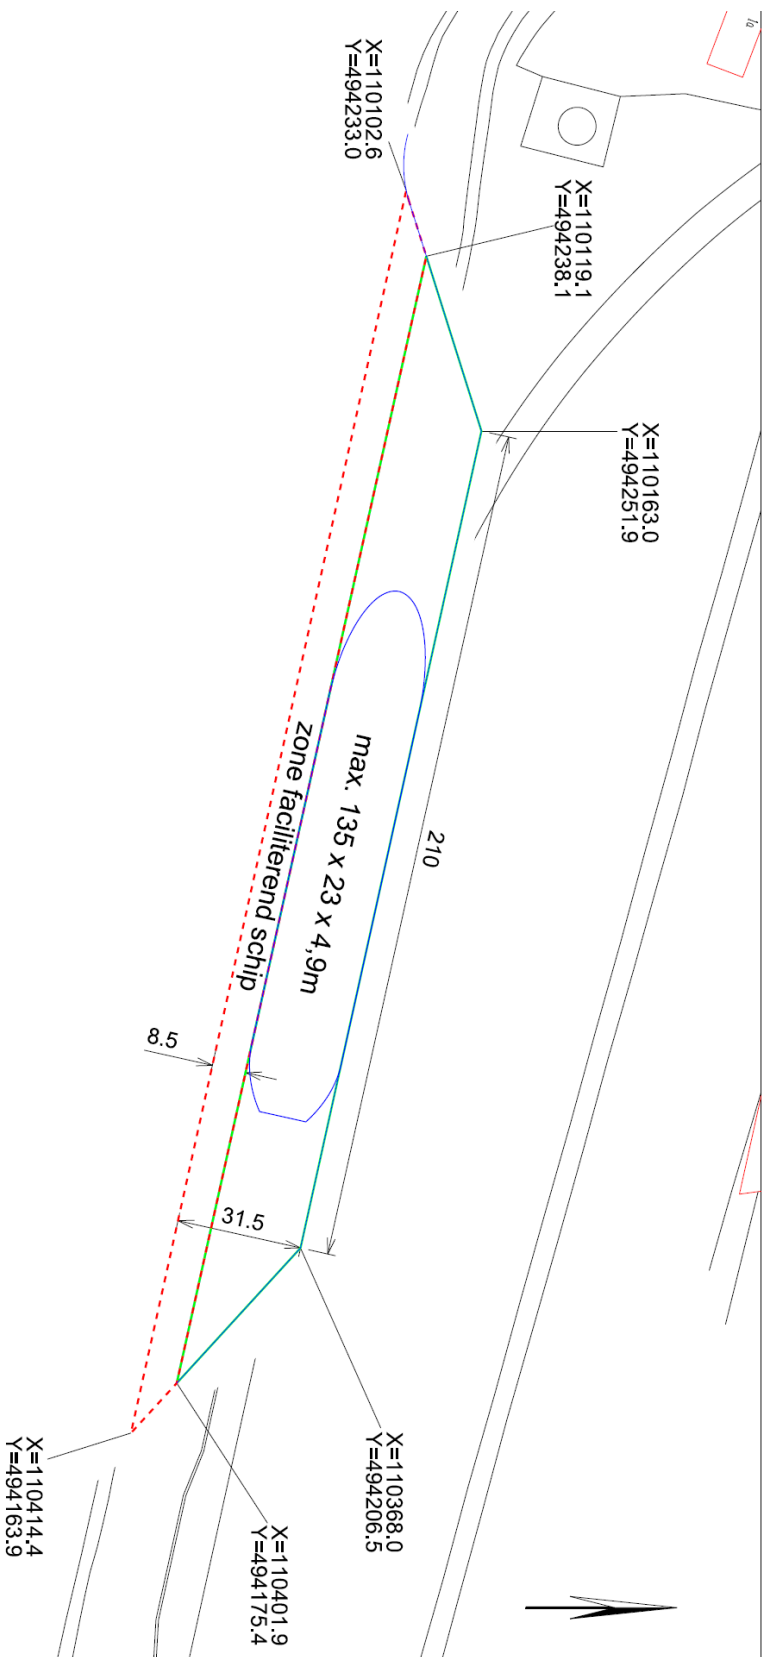 la
X=110102.6
Y=494233.0
X=110119.1
Y=494238.1
X=110163.0
Y=494251.9
210
max. 135 x 23 x 4,9m
zone faciliterend schip
8.5
31.5
X=110368.0
Y=494206.5
X=110414.4
Y=494163.9
X=110401.9
Y=494175.4